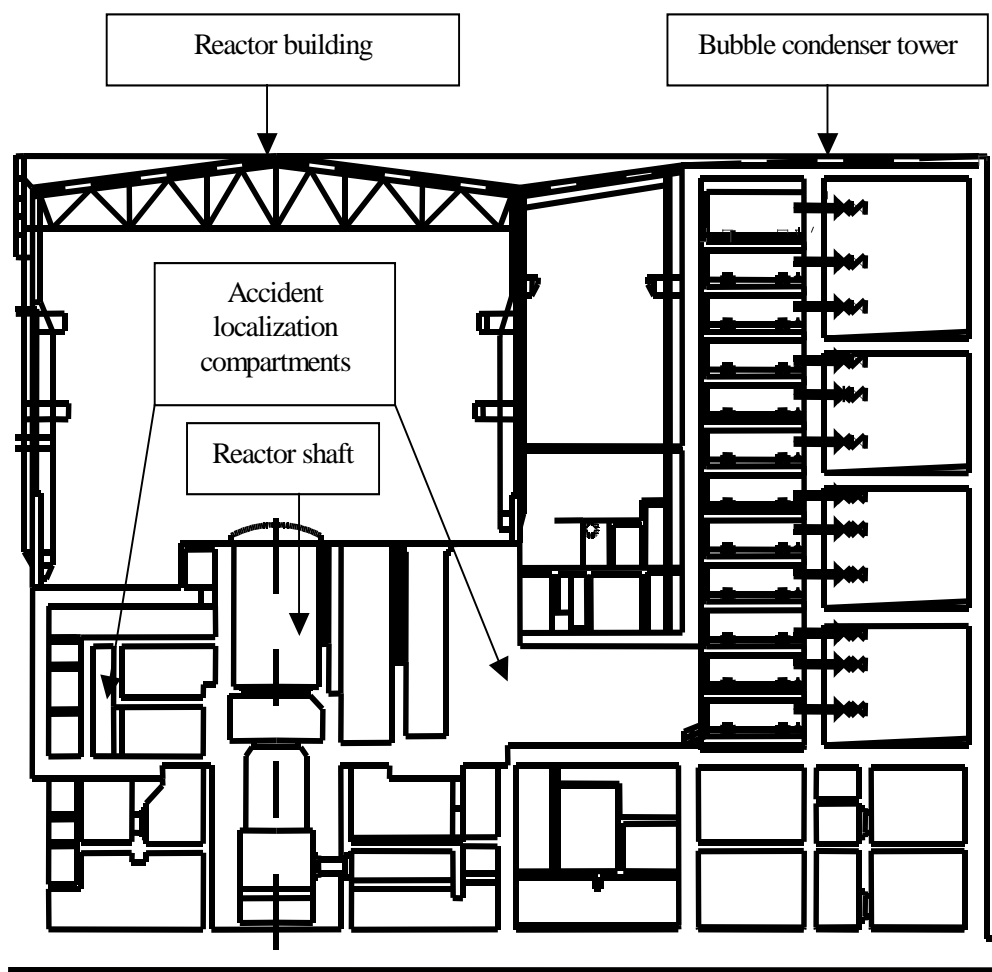 Reactor building
Bubble condenser tower
Accident
localization
compartments
Reactor shaft